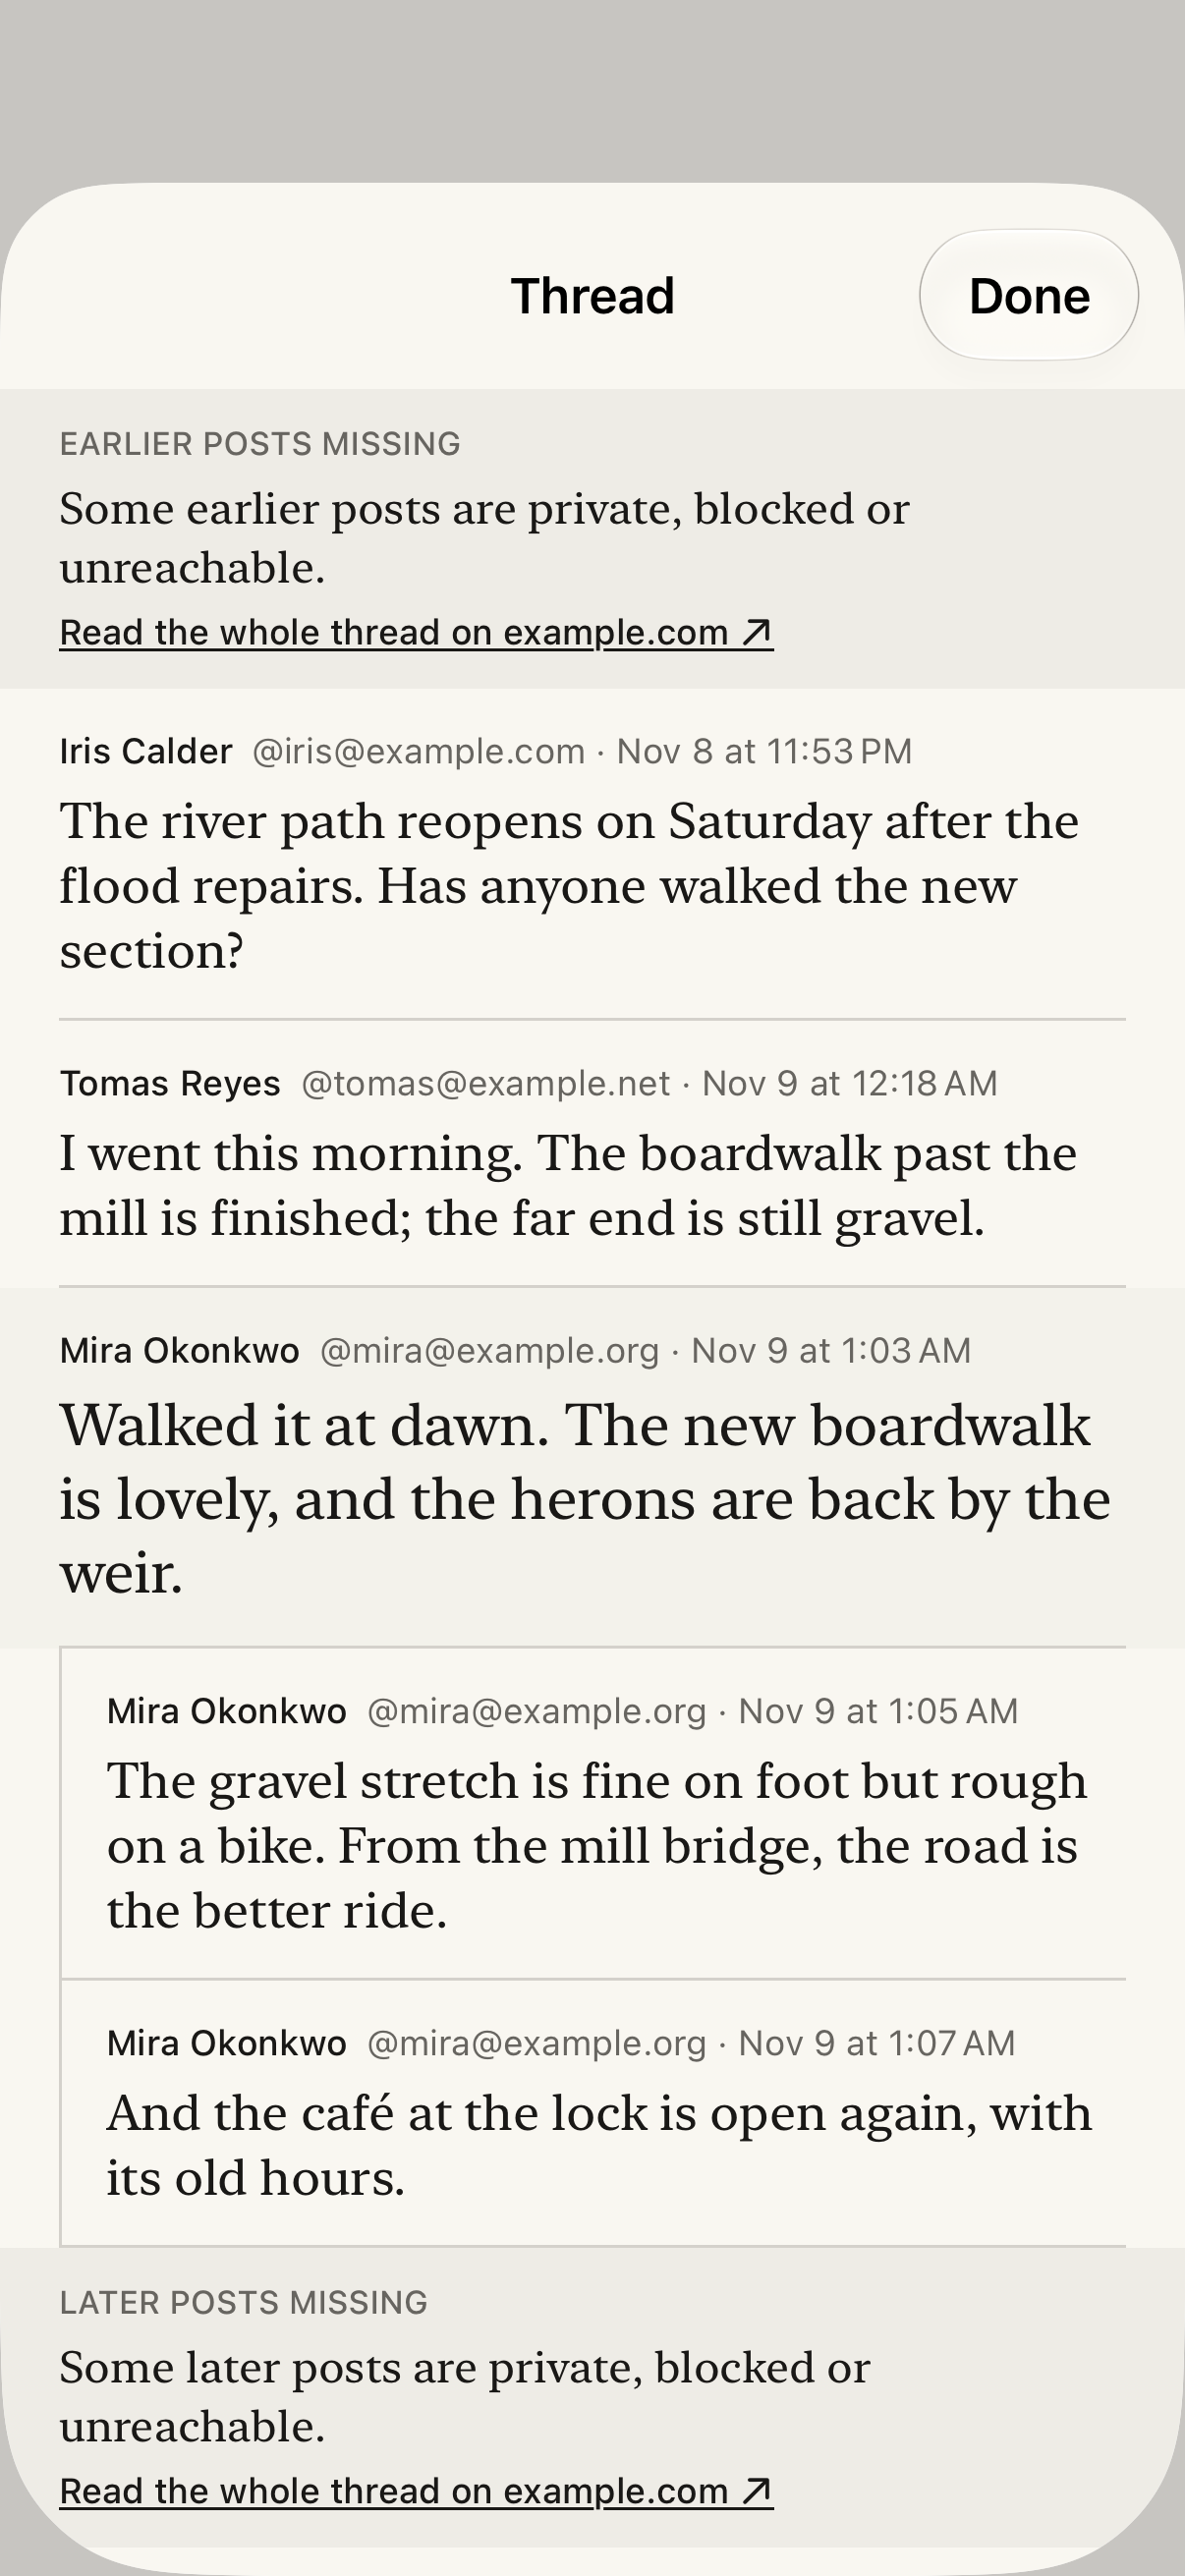 Thread
Done
EARLIER POSTS MISSING
Some earlier posts are private, blocked or
unreachable.
Read the whole thread on example.com ↗
Iris Calder @iris@example.com · Nov 8 at 11:53 PM
The river path reopens on Saturday after the
flood repairs. Has anyone walked the new
section?
Tomas Reyes @tomas@example.net · Nov 9 at 12:18 AM
I went this morning. The boardwalk past the
mill is finished; the far end is still gravel.
Mira Okonkwo @mira@example.org · Nov 9 at 1:03 AM
Walked it at dawn. The new boardwalk
is lovely, and the herons are back by the
weir.
Mira Okonkwo @mira@example.org · Nov 9 at 1:05 AM
The gravel stretch is fine on foot but rough
on a bike. From the mill bridge, the road is
the better ride.
Mira Okonkwo @mira@example.org · Nov 9 at 1:07 AM
And the café at the lock is open again, with
its old hours.
LATER POSTS MISSING
Some later posts are private, blocked or
unreachable.
Read the whole thread on example.com ↗